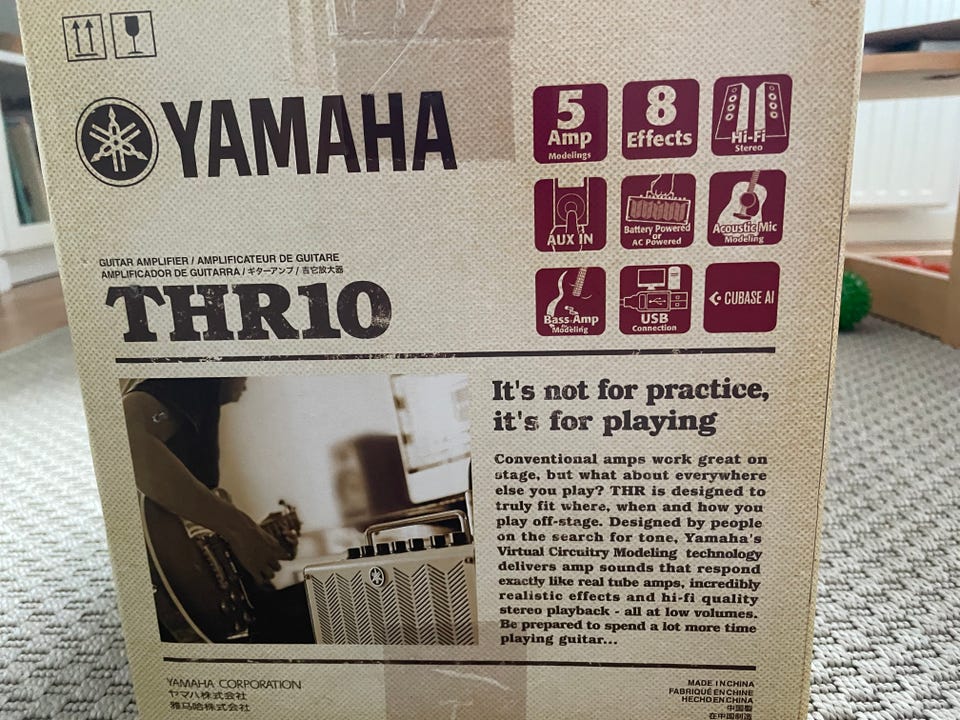 YAMAHA
5
Amp
Modelings
8
Effects
Hi-Fi
Stereo
AUX IN
Battery Powered
or
AC Powered
Acoustic Mic
Modeling
Bass Amp
Modeling
USB
Connection
CUBASE AI
GUITAR AMPLIFIER / AMPLIFICATEUR DE GUITARE
AMPLIFICADOR DE GUITARRA / ギターアンプ / 吉它放大器
THR10
It's not for practice,
it's for playing
Conventional amps work great on
stage, but what about everywhere
else you play? THR is designed to
truly fit where, when and how you
play off-stage. Designed by people
on the search for tone, Yamaha's
Virtual Circuitry Modeling technology
delivers amp sounds that respond
exactly like real tube amps, incredibly
realistic effects and hi-fi quality
stereo playback - all at low volumes.
Be prepared to spend a lot more time
playing guitar...
YAMAHA CORPORATION
ヤマハ株式会社
雅马哈株式会社
MADE IN CHINA
FABRIQUÉ EN CHINE
HECHO EN CHINA
中国製
在中国制造